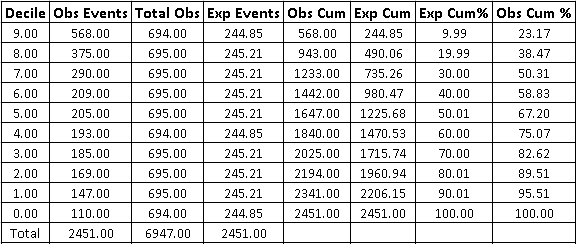 Decile Obs Events Total Obs Exp Events Obs Cum Exp Cum Exp Cum% Obs Cum %
9.00 568.00 694.00 244.85 568.00 244.85 9.99 23.17
8.00 375.00 695.00 245.21 943.00 490.06 19.99 38.47
7.00 290.00 695.00 245.21 1233.00 735.26 30.00 50.31
6.00 209.00 695.00 245.21 1442.00 980.47 40.00 58.83
5.00 205.00 695.00 245.21 1647.00 1225.68 50.01 67.20
4.00 193.00 694.00 244.85 1840.00 1470.53 60.00 75.07
3.00 185.00 695.00 245.21 2025.00 1715.74 70.00 82.62
2.00 169.00 695.00 245.21 2194.00 1960.94 80.01 89.51
1.00 147.00 695.00 245.21 2341.00 2206.15 90.01 95.51
0.00 110.00 694.00 244.85 2451.00 2451.00 100.00 100.00
Total 2451.00 6947.00 2451.00